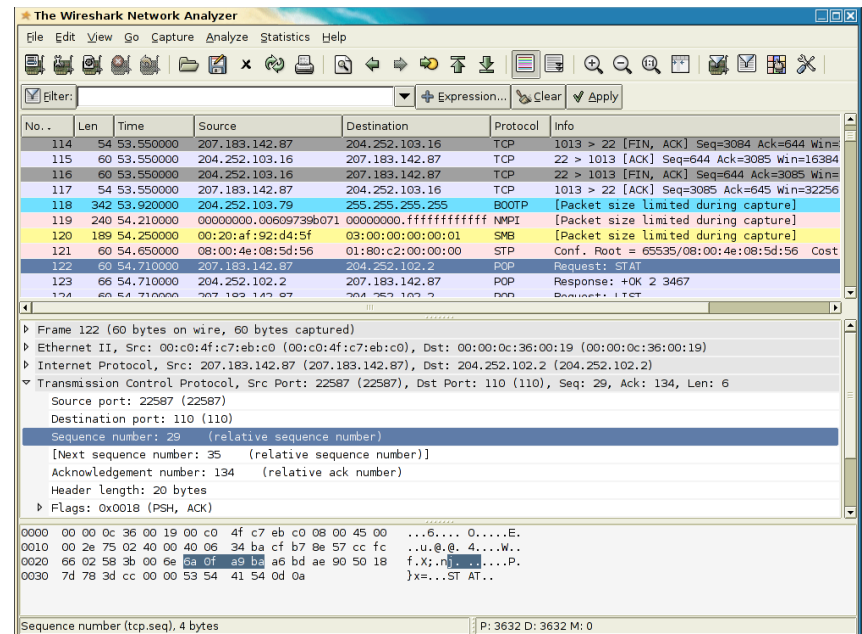 The Wireshark Network Analyzer
File Edit View Go Capture Analyze Statistics Help
Filter: Expression... Clear Apply
No. . Len Time Source Destination Protocol Info
114 54 53.550000 207.183.142.87 204.252.103.16 TCP 1013 > 22 [FIN, ACK] Seq=3084 Ack=644 Win=
115 60 53.550000 204.252.103.16 207.183.142.87 TCP 22 > 1013 [ACK] Seq=644 Ack=3085 Win=16384
116 60 53.550000 204.252.103.16 207.183.142.87 TCP 22 > 1013 [FIN, ACK] Seq=644 Ack=3085 Win=
117 54 53.550000 207.183.142.87 204.252.103.16 TCP 1013 > 22 [ACK] Seq=3085 Ack=645 Win=32256
118 342 53.920000 204.252.103.79 255.255.255.255 BOOTP [Packet size limited during capture]
119 240 54.210000 00000000.00609739b071 00000000.ffffffffffff NMPI [Packet size limited during capture]
120 189 54.250000 00:20:af:92:d4:5f 03:00:00:00:00:01 SMB [Packet size limited during capture]
121 60 54.650000 08:00:4e:08:5d:56 01:80:c2:00:00:00 STP Conf. Root = 65535/08:00:4e:08:5d:56 Cost
122 60 54.710000 207.183.142.87 204.252.102.2 POP Request: STAT
123 66 54.710000 204.252.102.2 207.183.142.87 POP Response: +OK 2 3467
124 60 54.710000 207.183.142.87 204.252.102.2 POP Request: LIST
Frame 122 (60 bytes on wire, 60 bytes captured)
Ethernet II, Src: 00:c0:4f:c7:eb:c0 (00:c0:4f:c7:eb:c0), Dst: 00:00:0c:36:00:19 (00:00:0c:36:00:19)
Internet Protocol, Src: 207.183.142.87 (207.183.142.87), Dst: 204.252.102.2 (204.252.102.2)
Transmission Control Protocol, Src Port: 22587 (22587), Dst Port: 110 (110), Seq: 29, Ack: 134, Len: 6
Source port: 22587 (22587)
Destination port: 110 (110)
Sequence number: 29 (relative sequence number)
[Next sequence number: 35 (relative sequence number)]
Acknowledgement number: 134 (relative ack number)
Header length: 20 bytes
Flags: 0x0018 (PSH, ACK)
0000 00 00 0c 36 00 19 00 c0 4f c7 eb c0 08 00 45 00 ...6.... O.....E.
0010 00 2e 75 02 40 00 40 06 34 ba cf b7 8e 57 cc fc ..u.@.@. 4....W..
0020 66 02 58 3b 00 6e 6a 0f a9 ba a6 bd ae 90 50 18 f.X;.nj. ......P.
0030 7d 78 3d cc 00 00 53 54 41 54 0d 0a }x=...ST AT..
Sequence number (tcp.seq), 4 bytes P: 3632 D: 3632 M: 0